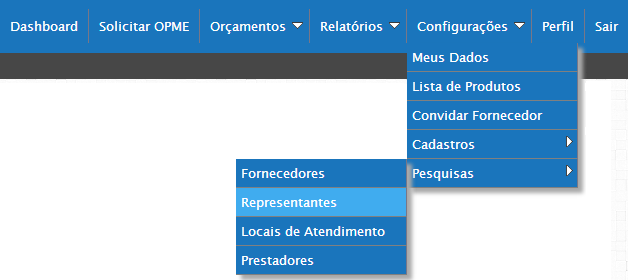 Dashboard Solicitar OPME Orçamentos Relatórios Configurações Perfil Sair
Meus Dados
Lista de Produtos
Convidar Fornecedor
Cadastros
Pesquisas
Fornecedores
Representantes
Locais de Atendimento
Prestadores